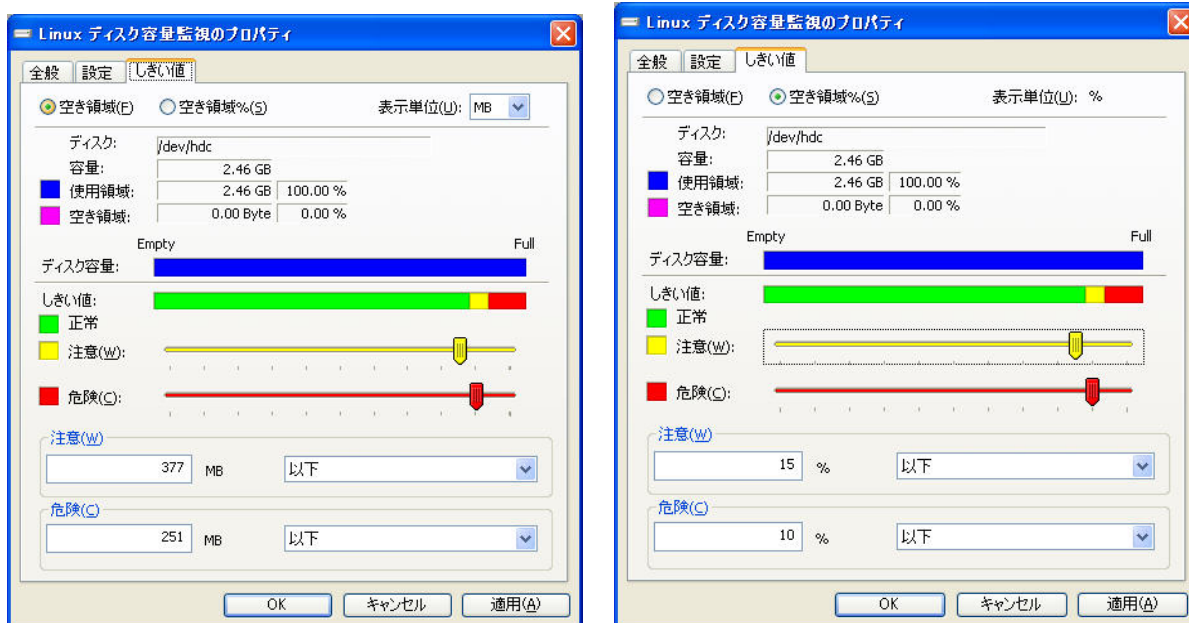 Linux ディスク容量監視のプロパティ
全般 設定 しきい値
空き領域(F) 空き領域%(S) 表示単位(U): MB
ディスク: /dev/hdc
容量: 2.46 GB
使用領域: 2.46 GB 100.00 %
空き領域: 0.00 Byte 0.00 %
Empty Full
ディスク容量:
しきい値:
正常
注意(W):
危険(C):
注意(W)
377 MB 以下
危険(C)
251 MB 以下
OK キャンセル 適用(A)
Linux ディスク容量監視のプロパティ
全般 設定 しきい値
空き領域(F) 空き領域%(S) 表示単位(U): %
ディスク: /dev/hdc
容量: 2.46 GB
使用領域: 2.46 GB 100.00 %
空き領域: 0.00 Byte 0.00 %
Empty Full
ディスク容量:
しきい値:
正常
注意(W):
危険(C):
注意(W)
15 % 以下
危険(C)
10 % 以下
OK キャンセル 適用(A)